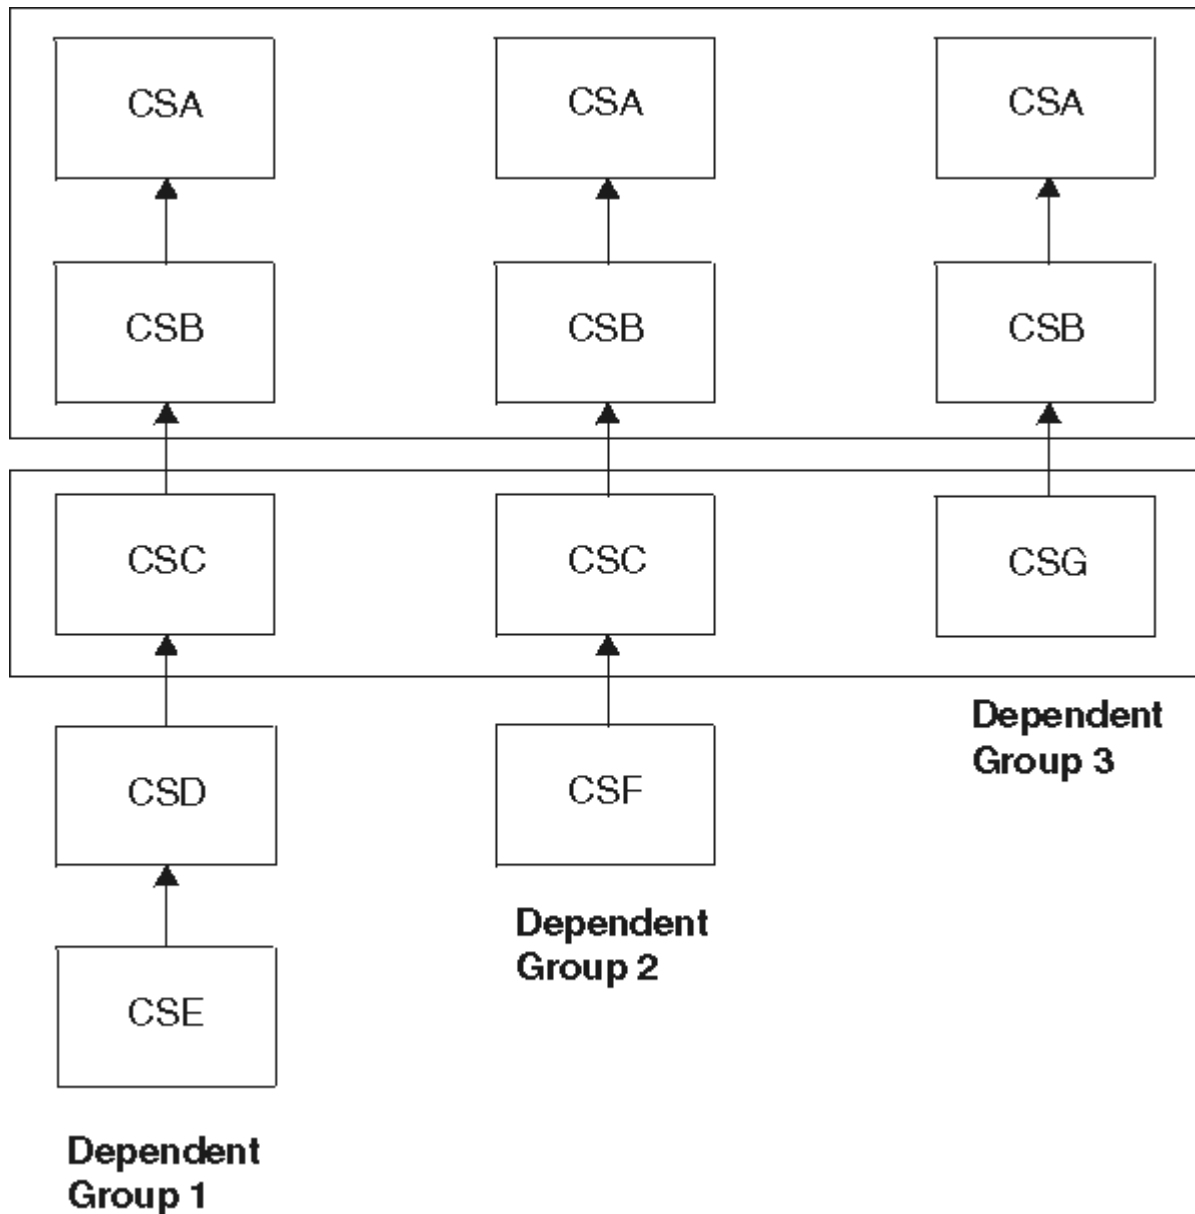 CSA
CSA
CSA
CSB
CSB
CSB
CSC
CSC
CSG
Dependent
Group 3
CSD
CSF
Dependent
Group 2
CSE
Dependent
Group 1